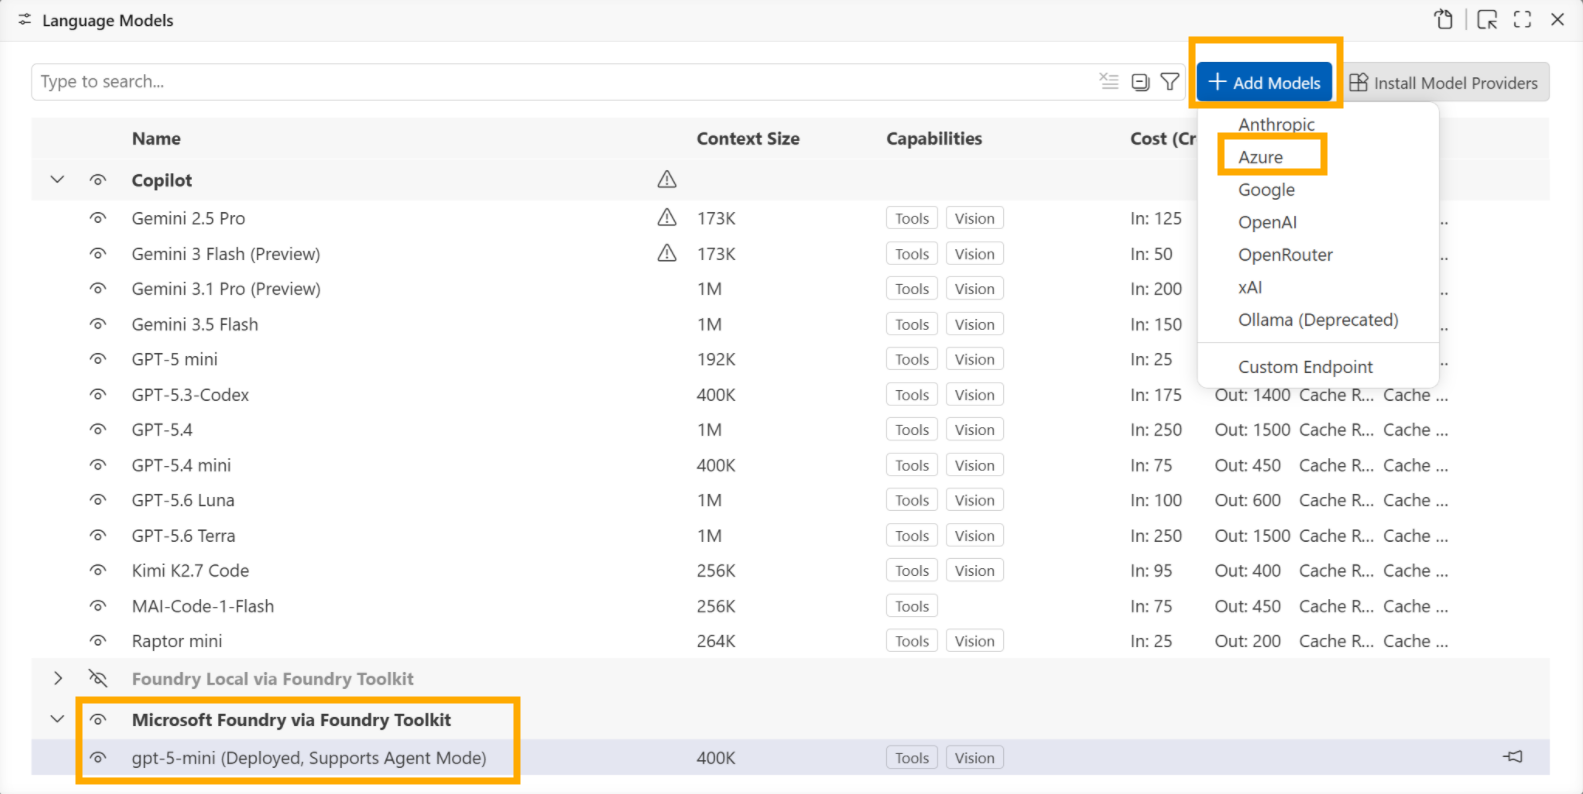 Language Models
Type to search...
Add Models
Install Model Providers
Anthropic
Azure
Google
OpenAI
OpenRouter
xAI
Ollama (Deprecated)
Custom Endpoint
Name Context Size Capabilities Cost (Cr
Copilot
Gemini 2.5 Pro 173K Tools Vision In: 125 ..
Gemini 3 Flash (Preview) 173K Tools Vision In: 50
Gemini 3.1 Pro (Preview) 1M Tools Vision In: 200 ..
Gemini 3.5 Flash 1M Tools Vision In: 150 ..
GPT-5 mini 192K Tools Vision In: 25 ..
GPT-5.3-Codex 400K Tools Vision In: 175 Out: 1400 Cache R... Cache ...
GPT-5.4 1M Tools Vision In: 250 Out: 1500 Cache R... Cache ...
GPT-5.4 mini 400K Tools Vision In: 75 Out: 450 Cache R... Cache ...
GPT-5.6 Luna 1M Tools Vision In: 100 Out: 600 Cache R... Cache ...
GPT-5.6 Terra 1M Tools Vision In: 250 Out: 1500 Cache R... Cache ...
Kimi K2.7 Code 256K Tools Vision In: 95 Out: 400 Cache R... Cache ...
MAI-Code-1-Flash 256K Tools In: 75 Out: 450 Cache R... Cache ...
Raptor mini 264K Tools Vision In: 25 Out: 200 Cache R... Cache ...
Foundry Local via Foundry Toolkit
Microsoft Foundry via Foundry Toolkit
gpt-5-mini (Deployed, Supports Agent Mode) 400K Tools Vision